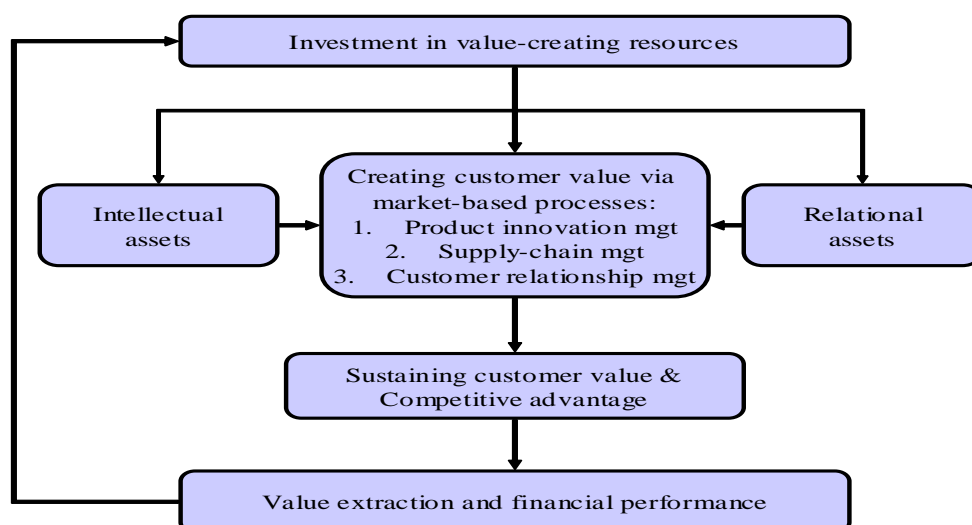 Investment in value-creating resources
Intellectual
assets
Creating customer value via
market-based processes:
1. Product innovation mgt
2. Supply-chain mgt
3. Customer relationship mgt
Relational
assets
Sustaining customer value &
Competitive advantage
Value extraction and financial performance